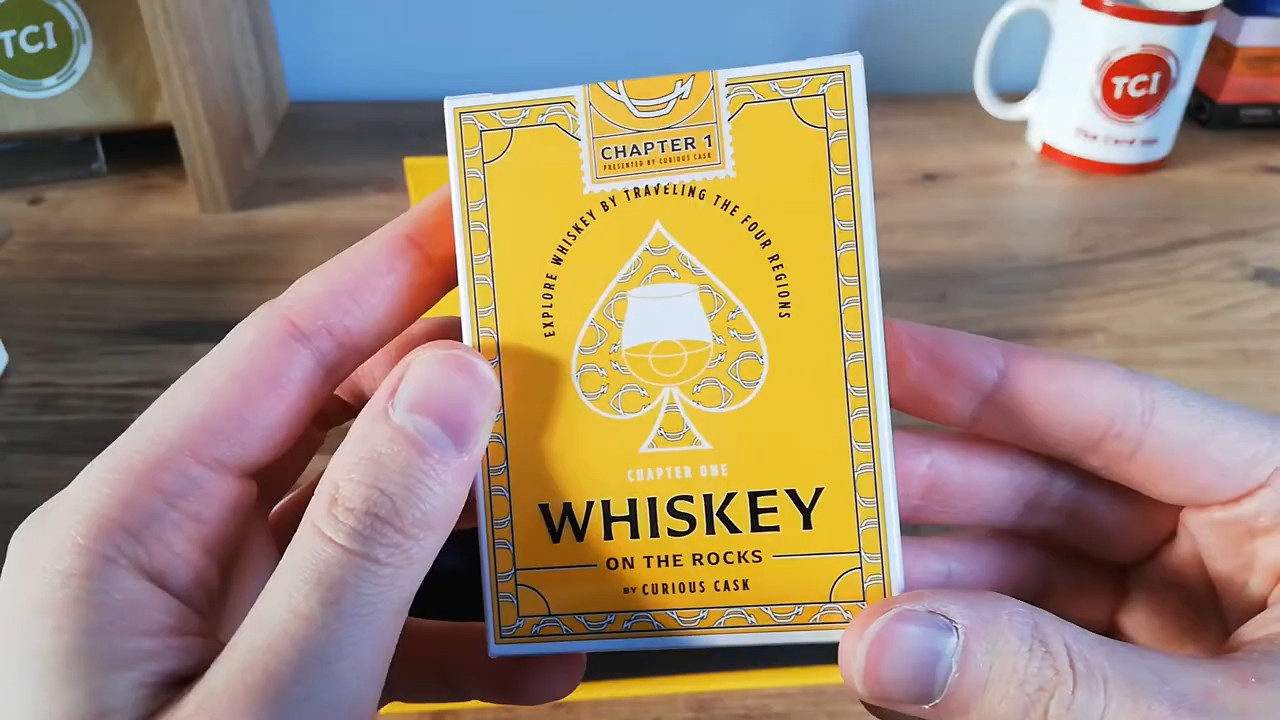 TCI
TCI
CHAPTER 1
PRESENTED BY CURIOUS CASK
EXPLORE WHISKEY BY TRAVELING THE FOUR REGIONS
CHAPTER ONE
WHISKEY
ON THE ROCKS
BY CURIOUS CASK